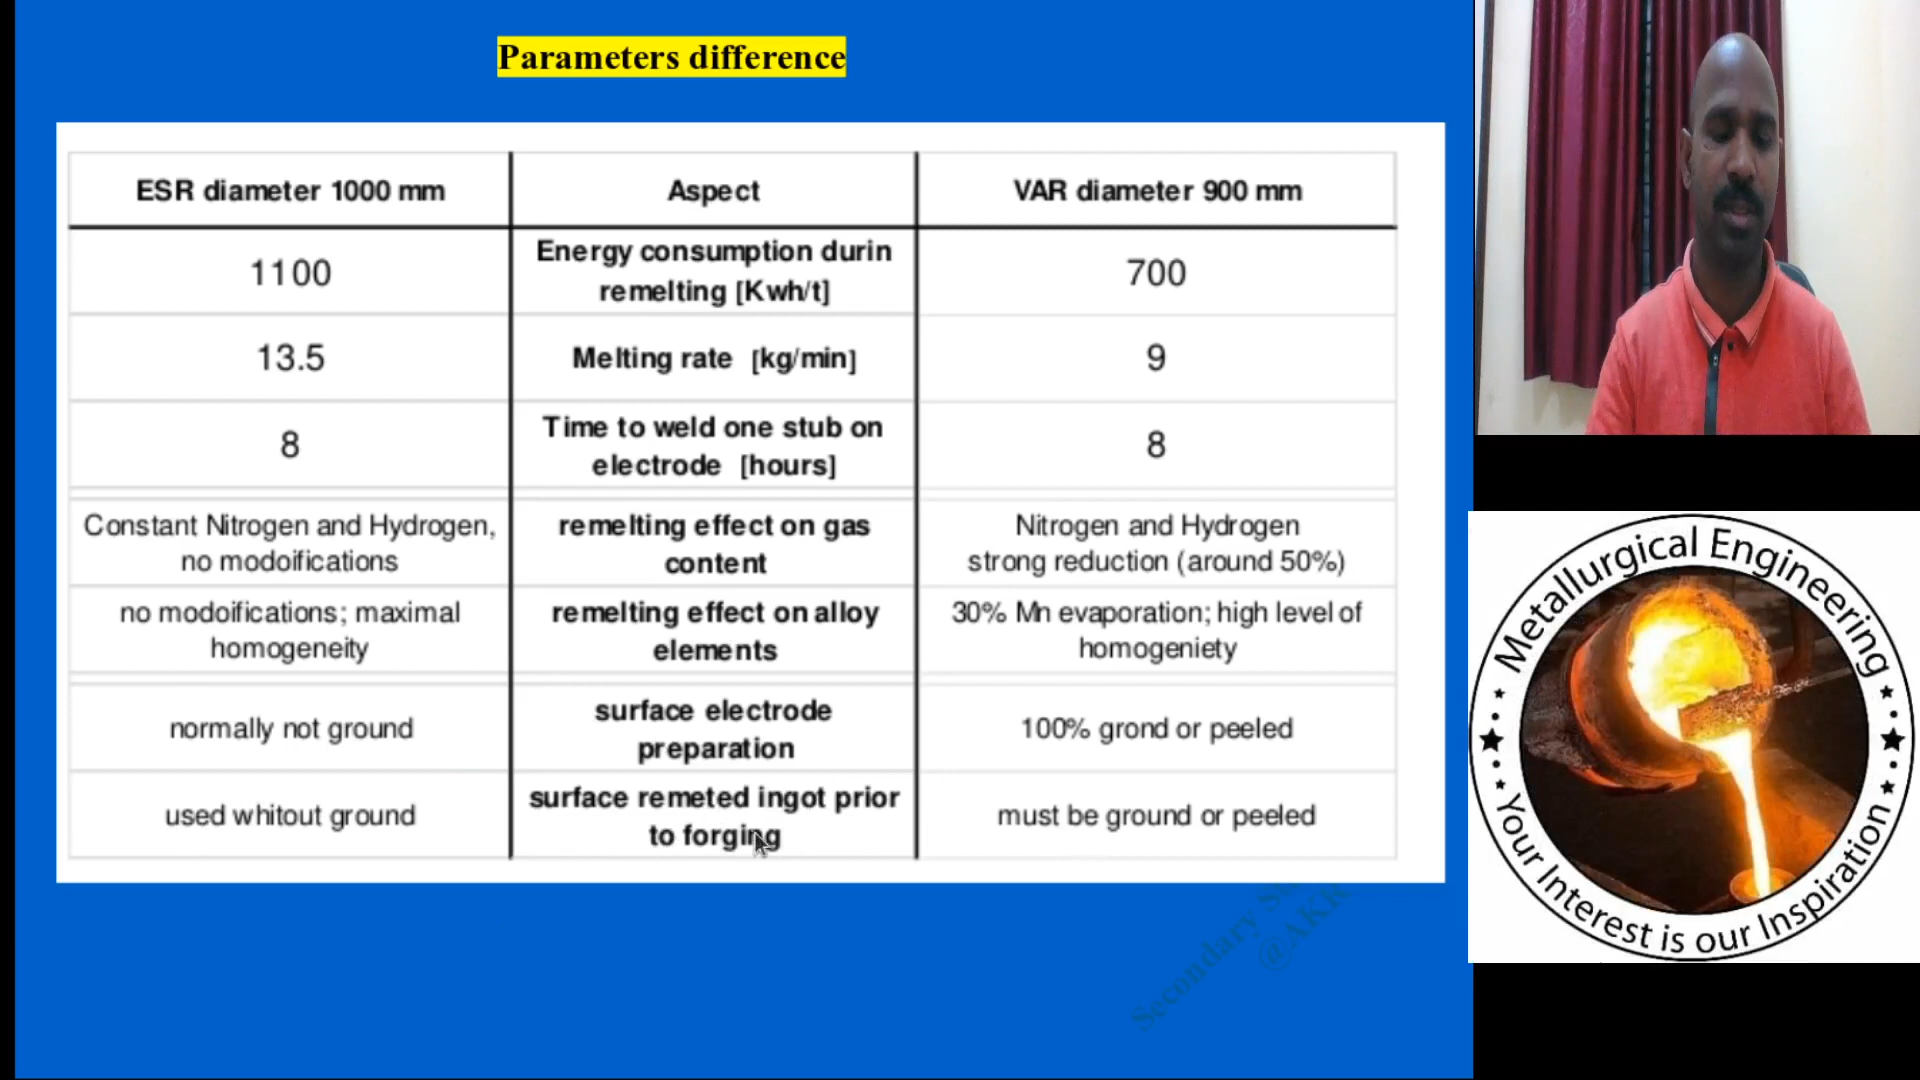 Parameters difference
ESR diameter 1000 mm
Aspect
VAR diameter 900 mm
1100
Energy consumption durin
remelting [Kwh/t]
700
13.5
Melting rate [kg/min]
9
8
Time to weld one stub on
electrode [hours]
8
Constant Nitrogen and Hydrogen,
no modoifications
remelting effect on gas
content
Nitrogen and Hydrogen
strong reduction (around 50%)
no modoifications; maximal
homogeneity
remelting effect on alloy
elements
30% Mn evaporation; high level of
homogeniety
normally not ground
surface electrode
preparation
100% grond or peeled
used whitout ground
surface remeted ingot prior
to forging
must be ground or peeled
Secondary
@AKR
Metallurgical Engineering
Your Interest is our Inspiration